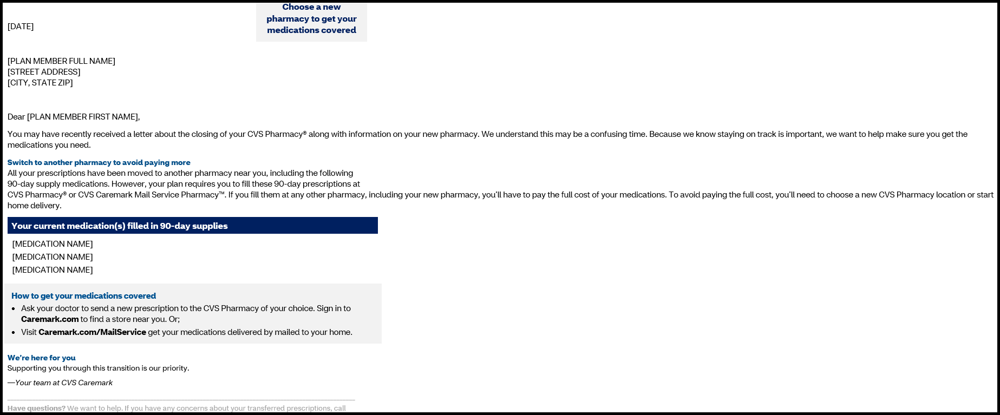 Choose a new
pharmacy to get your
medications covered
[DATE]
[PLAN MEMBER FULL NAME]
[STREET ADDRESS]
[CITY, STATE ZIP]
Dear [PLAN MEMBER FIRST NAME],
You may have recently received a letter about the closing of your CVS Pharmacy® along with information on your new pharmacy. We understand this may be a confusing time. Because we know staying on track is important, we want to help make sure you get the
medications you need.
Switch to another pharmacy to avoid paying more
All your prescriptions have been moved to another pharmacy near you, including the following
90-day supply medications. However, your plan requires you to fill these 90-day prescriptions at
CVS Pharmacy® or CVS Caremark Mail Service Pharmacy™. If you fill them at any other pharmacy, including your new pharmacy, you’ll have to pay the full cost of your medications. To avoid paying the full cost, you’ll need to choose a new CVS Pharmacy location or start
home delivery.
Your current medication(s) filled in 90-day supplies
[MEDICATION NAME]
[MEDICATION NAME]
[MEDICATION NAME]
How to get your medications covered
• Ask your doctor to send a new prescription to the CVS Pharmacy of your choice. Sign in to
Caremark.com to find a store near you. Or;
• Visit Caremark.com/MailService get your medications delivered by mailed to your home.
We’re here for you
Supporting you through this transition is our priority.
—Your team at CVS Caremark
Have questions? We want to help. If you have any concerns about your transferred prescriptions, call